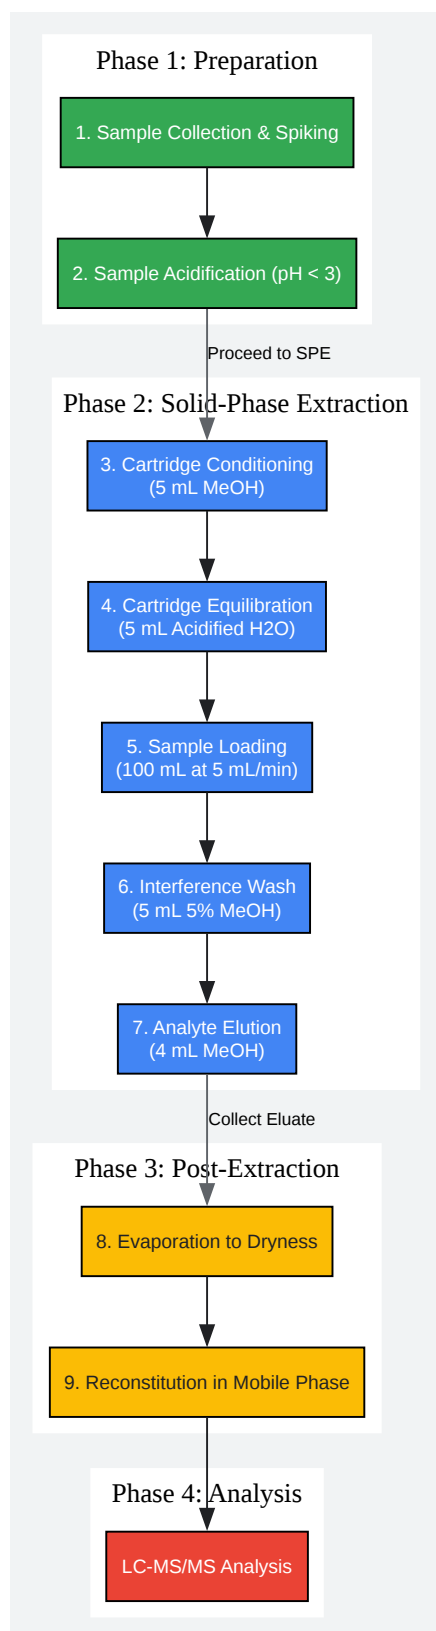 Phase 1: Preparation
1. Sample Collection & Spiking
2. Sample Acidification (pH < 3)
Proceed to SPE
Phase 2: Solid-Phase Extraction
3. Cartridge Conditioning
(5 mL MeOH)
4. Cartridge Equilibration
(5 mL Acidified H2O)
5. Sample Loading
(100 mL at 5 mL/min)
6. Interference Wash
(5 mL 5% MeOH)
7. Analyte Elution
(4 mL MeOH)
Collect Eluate
Phase 3: Post-Extraction
8. Evaporation to Dryness
9. Reconstitution in Mobile Phase
Phase 4: Analysis
LC-MS/MS Analysis